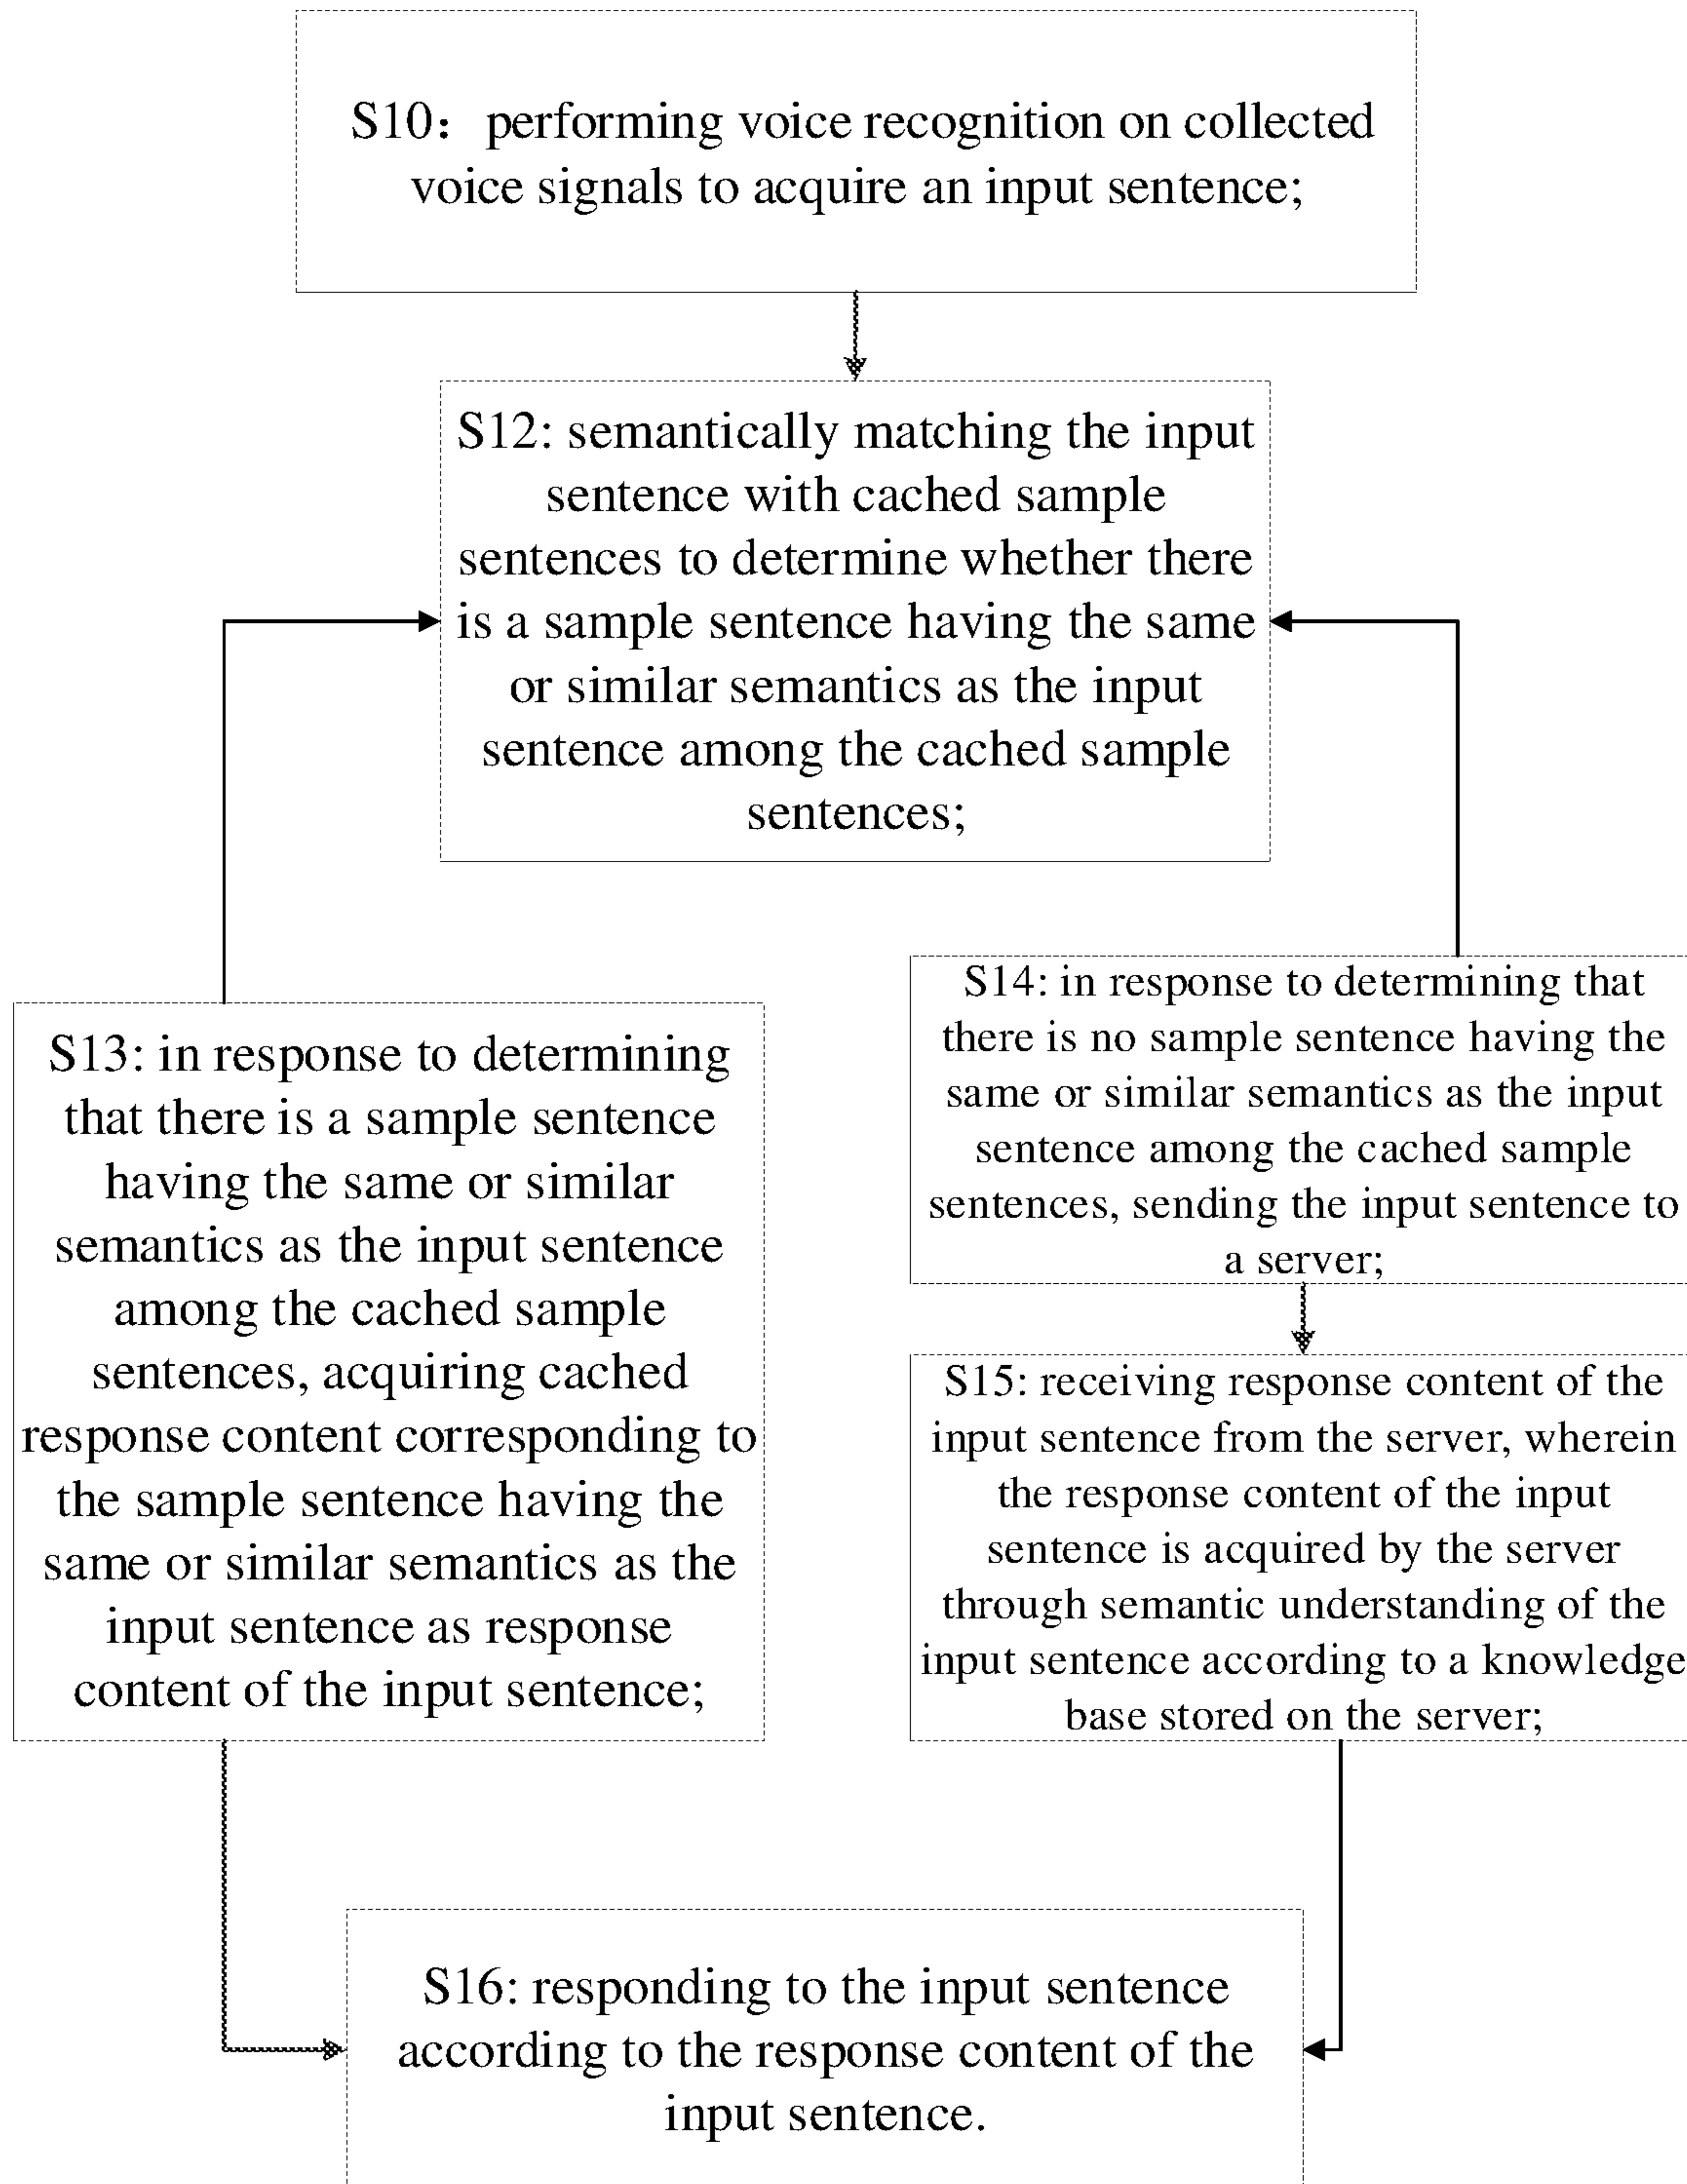 S10： performing voice recognition on collected
voice signals to acquire an input sentence;
S12: semantically matching the input
sentence with cached sample
sentences to determine whether there
is a sample sentence having the same
or similar semantics as the input
sentence among the cached sample
sentences;
S13: in response to determining
that there is a sample sentence
having the same or similar
semantics as the input sentence
among the cached sample
sentences, acquiring cached
response content corresponding to
the sample sentence having the
same or similar semantics as the
input sentence as response
content of the input sentence;
S14: in response to determining that
there is no sample sentence having the
same or similar semantics as the input
sentence among the cached sample
sentences, sending the input sentence to
a server;
S15: receiving response content of the
input sentence from the server, wherein
the response content of the input
sentence is acquired by the server
through semantic understanding of the
input sentence according to a knowledge
base stored on the server;
S16: responding to the input sentence
according to the response content of the
input sentence.